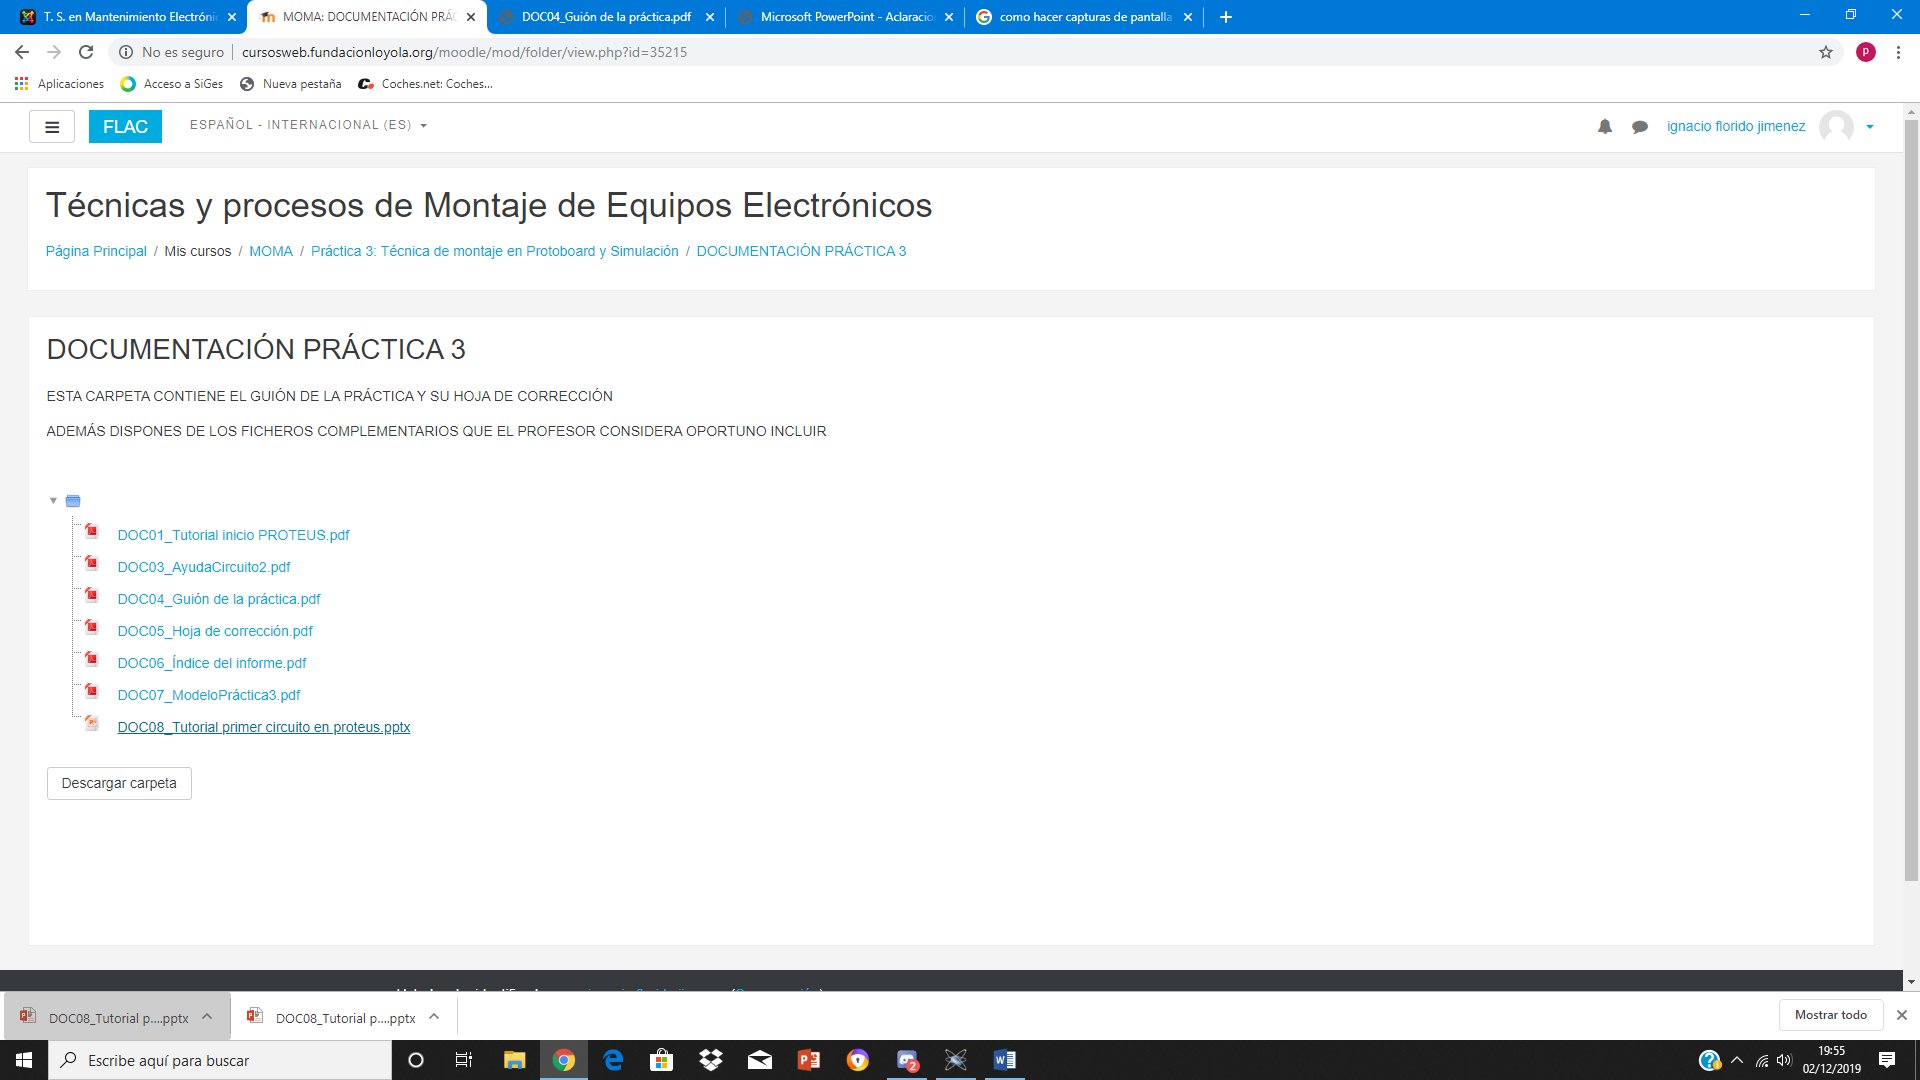 T. S. en Mantenimiento Electróni
MOMA: DOCUMENTACIÓN PRÁC
DOC04_Guión de la práctica.pdf
Microsoft PowerPoint - Aclaracio
como hacer capturas de pantalla
No es seguro
cursosweb.fundacionloyola.org/moodle/mod/folder/view.php?id=35215
P
Aplicaciones
Acceso a SiGes
Nueva pestaña
Coches.net: Coches...
FLAC
ESPAÑOL - INTERNACIONAL (ES)
ignacio florido jimenez
Técnicas y procesos de Montaje de Equipos Electrónicos
Página Principal / Mis cursos / MOMA / Práctica 3: Técnica de montaje en Protoboard y Simulación / DOCUMENTACIÓN PRÁCTICA 3
DOCUMENTACIÓN PRÁCTICA 3
ESTA CARPETA CONTIENE EL GUIÓN DE LA PRÁCTICA Y SU HOJA DE CORRECCIÓN
ADEMÁS DISPONES DE LOS FICHEROS COMPLEMENTARIOS QUE EL PROFESOR CONSIDERA OPORTUNO INCLUIR
DOC01_Tutorial inicio PROTEUS.pdf
DOC03_AyudaCircuito2.pdf
DOC04_Guión de la práctica.pdf
DOC05_Hoja de corrección.pdf
DOC06_Índice del informe.pdf
DOC07_ModeloPráctica3.pdf
DOC08_Tutorial primer circuito en proteus.pptx
Descargar carpeta
DOC08_Tutorial p....pptx
DOC08_Tutorial p....pptx
Mostrar todo
Escribe aquí para buscar
2
19:55
02/12/2019